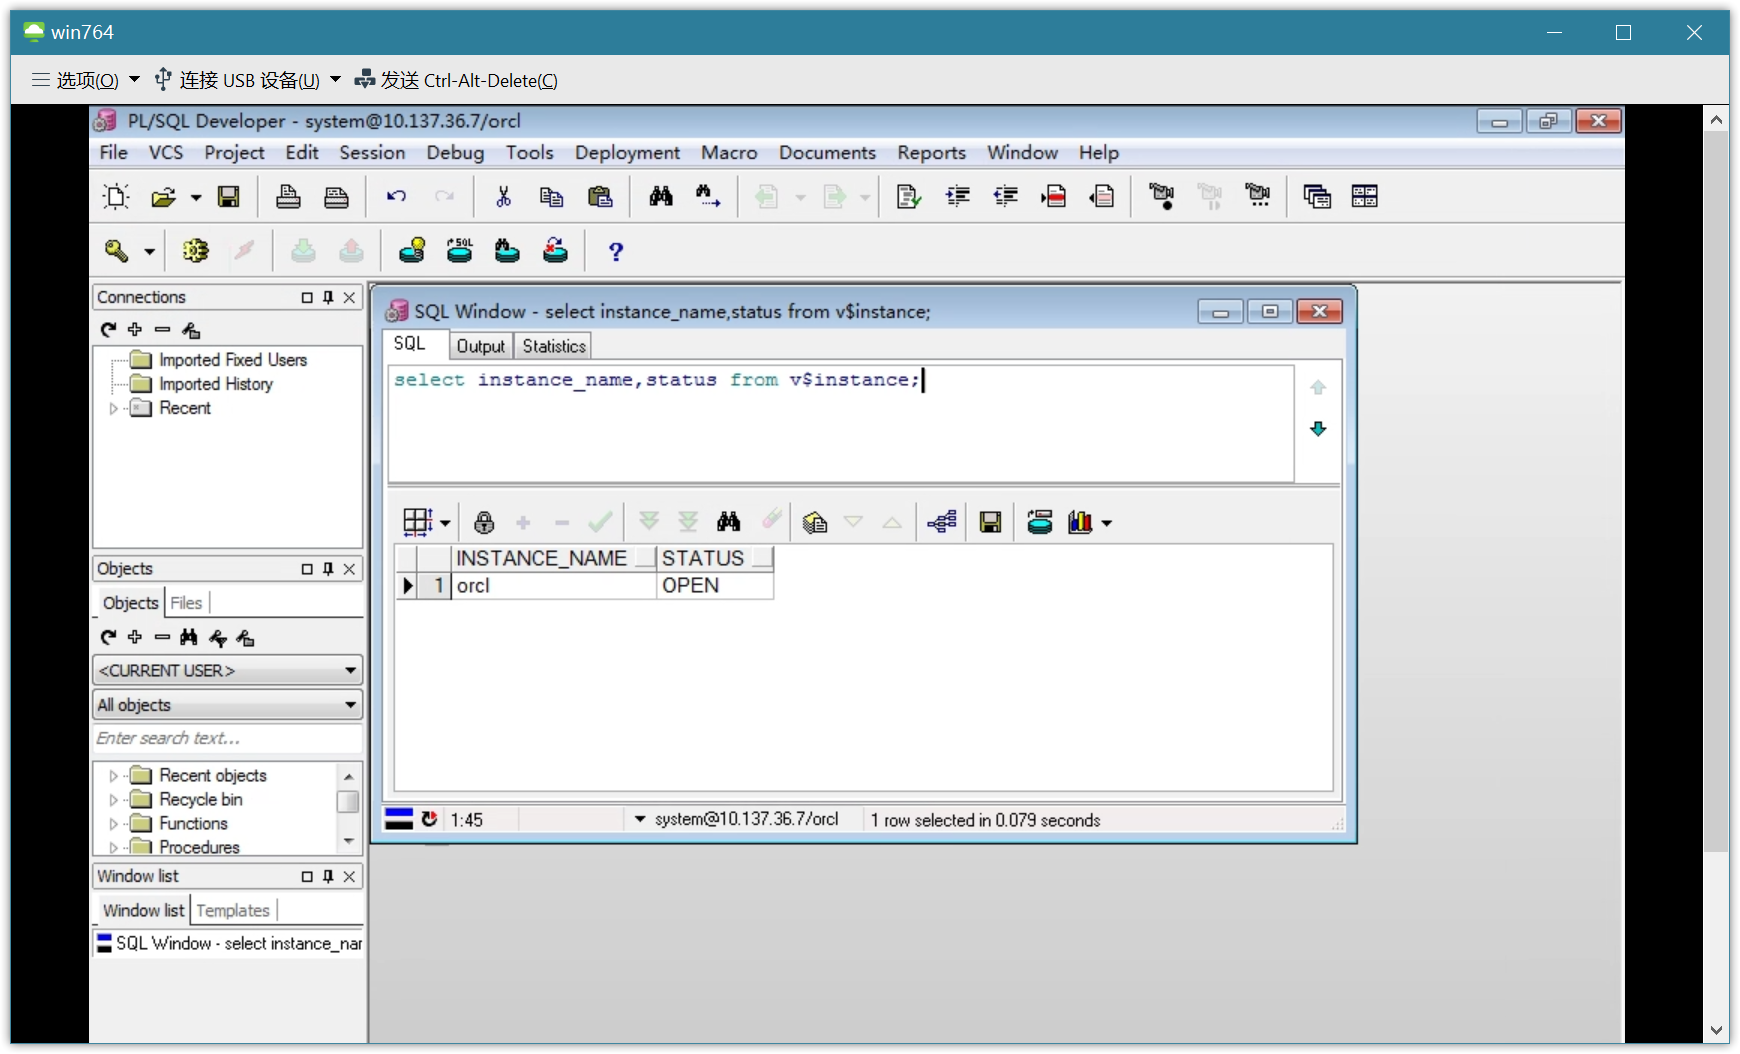 win764
选项(O) 连接 USB 设备(U) 发送 Ctrl-Alt-Delete(C)
PL/SQL Developer - system@10.137.36.7/orcl
File VCS Project Edit Session Debug Tools Deployment Macro Documents Reports Window Help
Connections
Imported Fixed Users
Imported History
Recent
SQL Window - select instance_name,status from v$instance;
SQL Output Statistics
select instance_name,status from v$instance;
INSTANCE_NAME STATUS
1 orcl OPEN
1:45 system@10.137.36.7/orcl 1 row selected in 0.079 seconds
Objects
Objects Files
<CURRENT USER>
All objects
Enter search text...
Recent objects
Recycle bin
Functions
Procedures
Window list
Window list Templates
SQL Window - select instance_nar